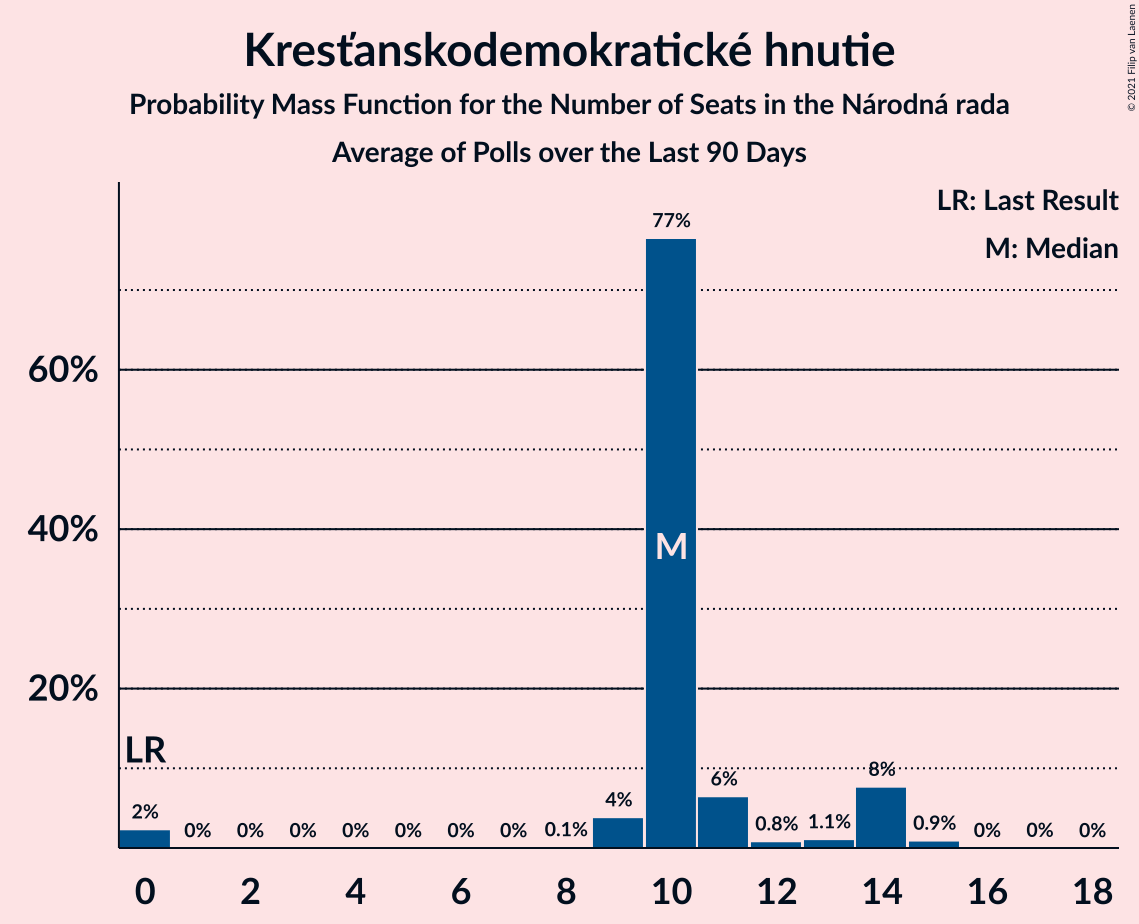 Kresťanskodemokratické hnutie
Probability Mass Function for the Number of Seats in the Národná rada
Average of Polls over the Last 90 Days
© 2021 Filip van Laenen
LR: Last Result
M: Median
77%
60%
40%
M
20%
LR
2%
0%
0%
0%
0%
0%
0%
0%
0.1%
4%
6%
0.8%
1.1%
8%
0.9%
0%
0%
0%
0 2 4 6 8 10 12 14 16 18